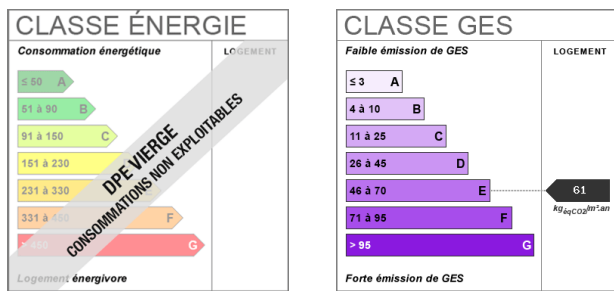 CLASSE ÉNERGIE
Consommation énergétique
LOGEMENT
≤ 50 A
51 à 90 B
91 à 150 C
151 à 230
231 à 330
331 à 450 F
> 450 G
Logement énergivore
DPE VIERGE
CONSOMMATIONS NON EXPLOITABLES
CLASSE GES
Faible émission de GES
LOGEMENT
≤ 3 A
4 à 10 B
11 à 25 C
26 à 45 D
46 à 70 E
61
kgéqCO2/m².an
71 à 95 F
> 95 G
Forte émission de GES